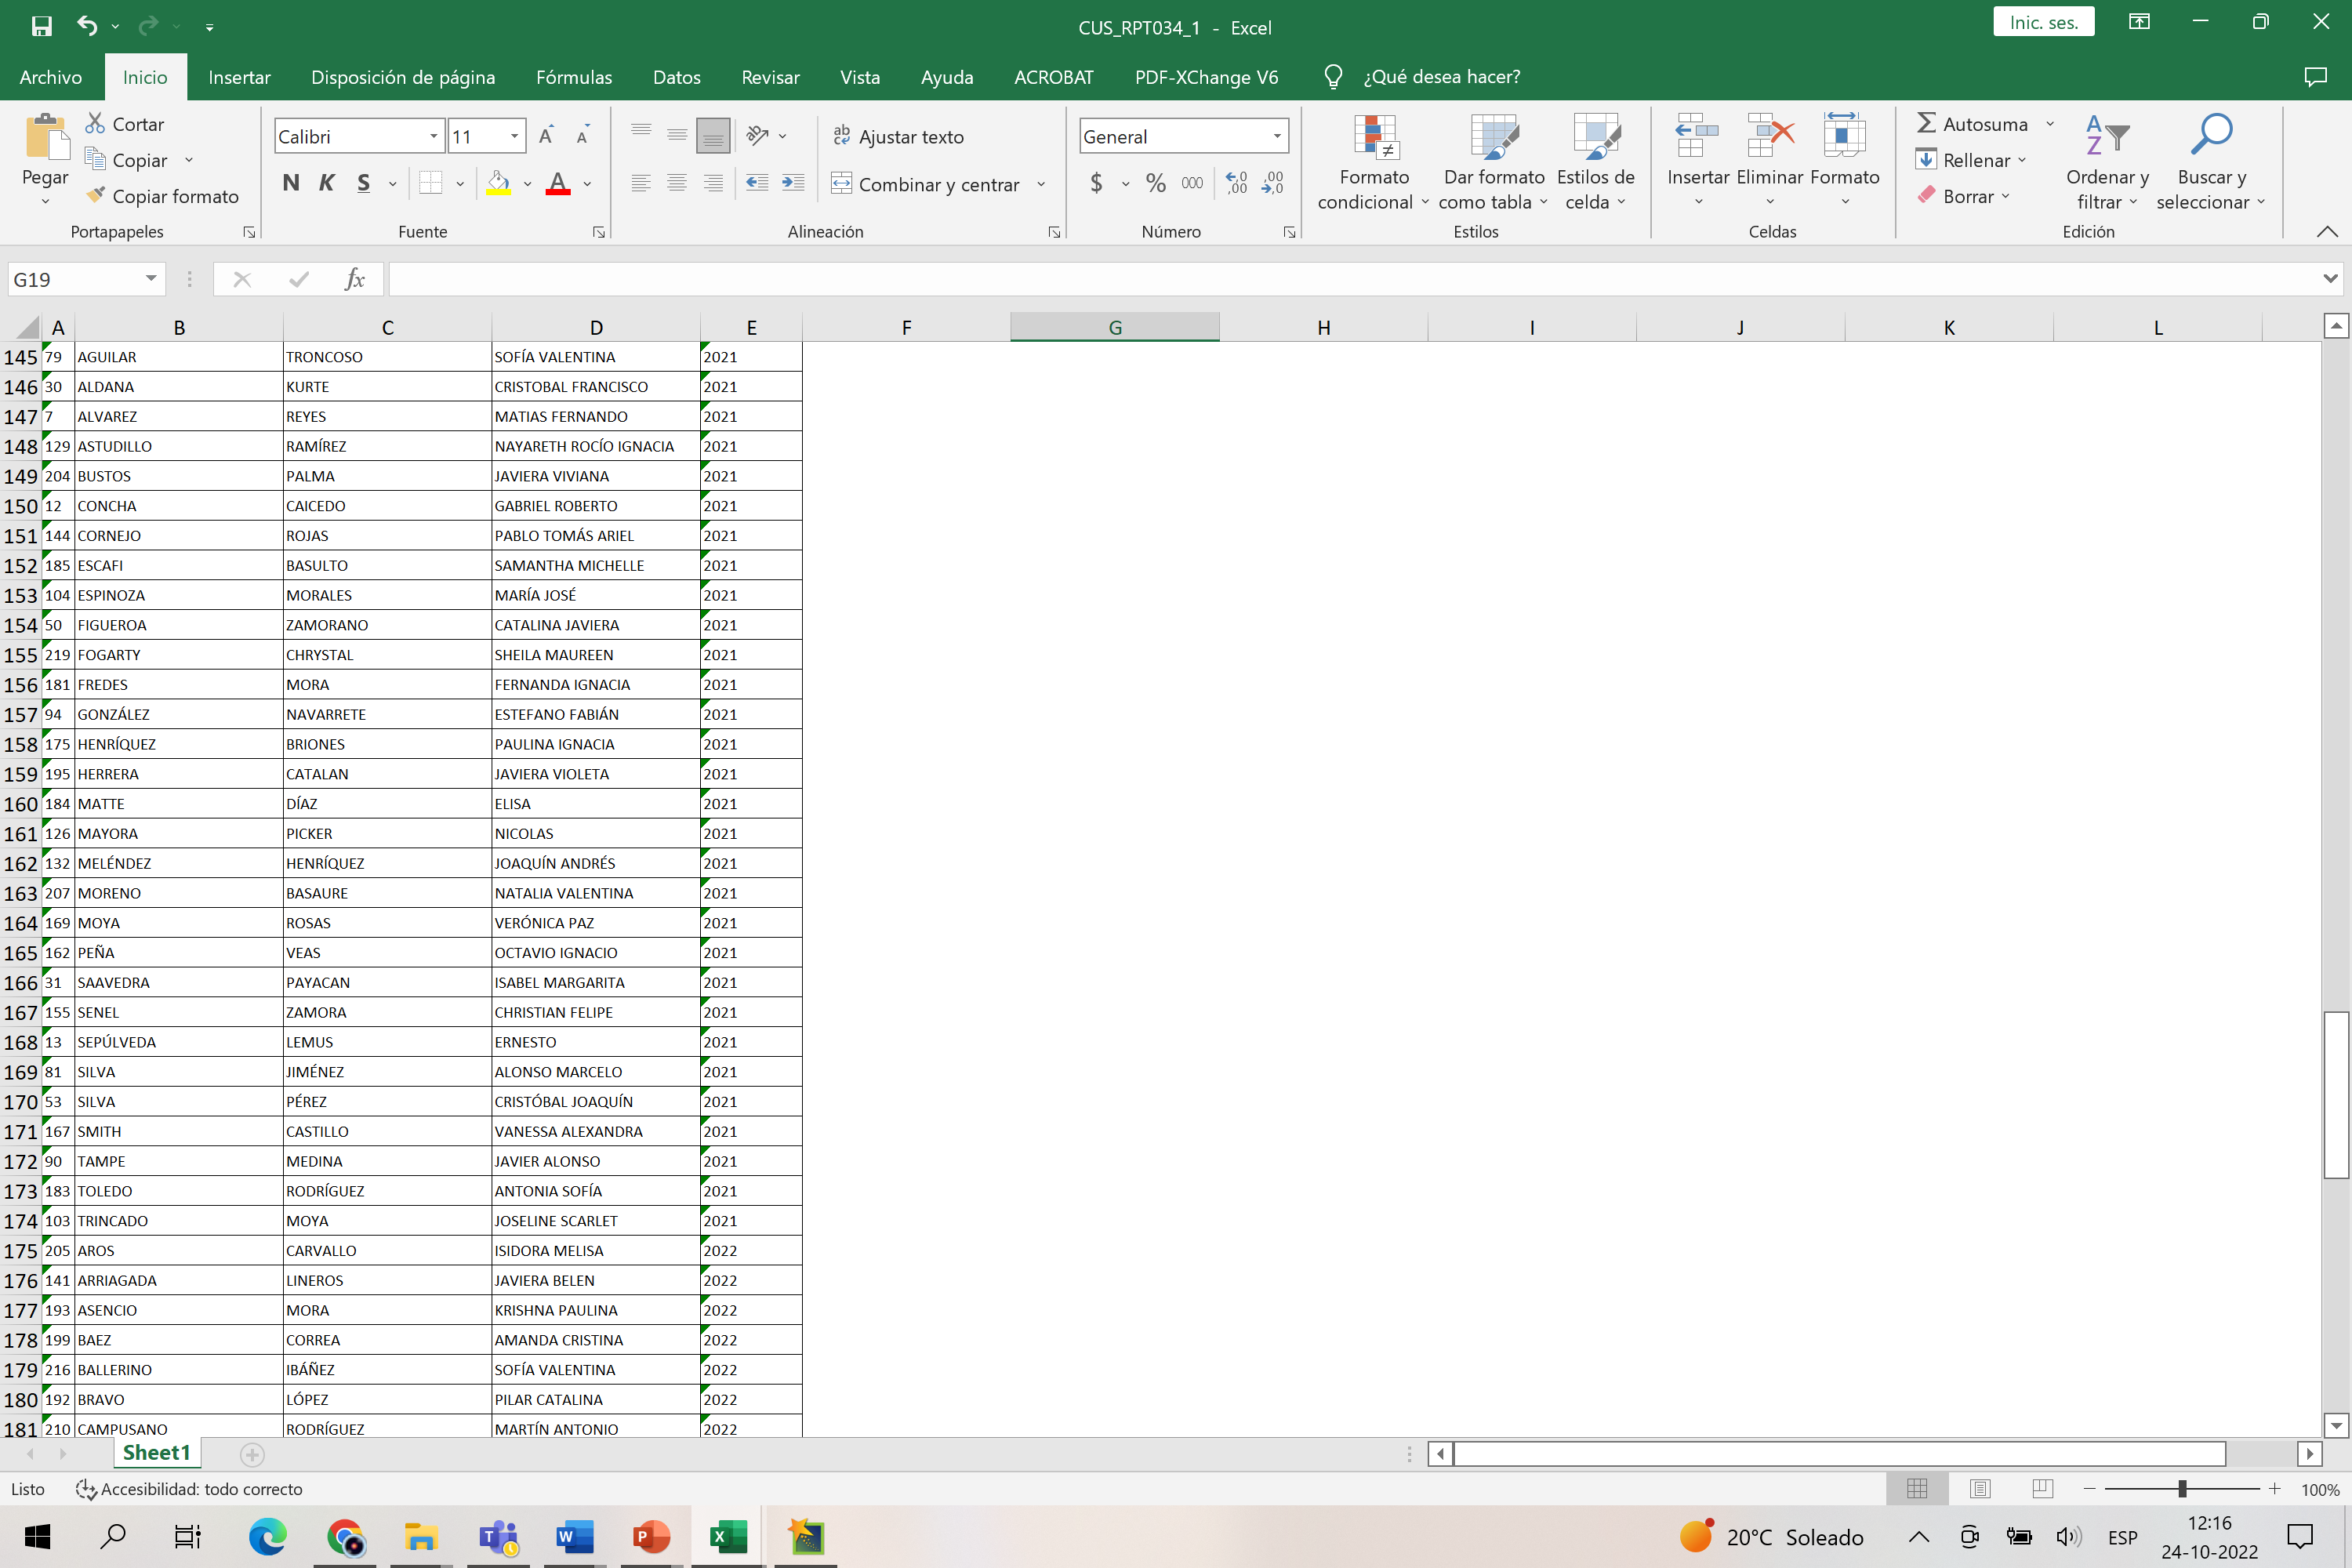 CUS_RPT034_1 - Excel
Inic. ses.
Archivo Inicio Insertar Disposición de página Fórmulas Datos Revisar Vista Ayuda ACROBAT PDF-XChange V6 ¿Qué desea hacer?
Pegar
Cortar
Copiar
Copiar formato
Portapapeles
Calibri 11
N K S A
Fuente
Ajustar texto
Combinar y centrar
Alineación
General
$ % 000
Número
Formato condicional
Dar formato como tabla
Estilos de celda
Estilos
Insertar Eliminar Formato
Celdas
Autosuma
Rellenar
Borrar
Ordenar y filtrar
Buscar y seleccionar
Edición
G19 fx
A B C D E F G H I J K L
145 79 AGUILAR TRONCOSO SOFÍA VALENTINA 2021
146 30 ALDANA KURTE CRISTOBAL FRANCISCO 2021
147 7 ALVAREZ REYES MATIAS FERNANDO 2021
148 129 ASTUDILLO RAMÍREZ NAYARETH ROCÍO IGNACIA 2021
149 204 BUSTOS PALMA JAVIERA VIVIANA 2021
150 12 CONCHA CAICEDO GABRIEL ROBERTO 2021
151 144 CORNEJO ROJAS PABLO TOMÁS ARIEL 2021
152 185 ESCAFI BASULTO SAMANTHA MICHELLE 2021
153 104 ESPINOZA MORALES MARÍA JOSÉ 2021
154 50 FIGUEROA ZAMORANO CATALINA JAVIERA 2021
155 219 FOGARTY CHRYSTAL SHEILA MAUREEN 2021
156 181 FREDES MORA FERNANDA IGNACIA 2021
157 94 GONZÁLEZ NAVARRETE ESTEFANO FABIÁN 2021
158 175 HENRÍQUEZ BRIONES PAULINA IGNACIA 2021
159 195 HERRERA CATALAN JAVIERA VIOLETA 2021
160 184 MATTE DÍAZ ELISA 2021
161 126 MAYORA PICKER NICOLAS 2021
162 132 MELÉNDEZ HENRÍQUEZ JOAQUÍN ANDRÉS 2021
163 207 MORENO BASAURE NATALIA VALENTINA 2021
164 169 MOYA ROSAS VERÓNICA PAZ 2021
165 162 PEÑA VEAS OCTAVIO IGNACIO 2021
166 31 SAAVEDRA PAYACAN ISABEL MARGARITA 2021
167 155 SENEL ZAMORA CHRISTIAN FELIPE 2021
168 13 SEPÚLVEDA LEMUS ERNESTO 2021
169 81 SILVA JIMÉNEZ ALONSO MARCELO 2021
170 53 SILVA PÉREZ CRISTÓBAL JOAQUÍN 2021
171 167 SMITH CASTILLO VANESSA ALEXANDRA 2021
172 90 TAMPE MEDINA JAVIER ALONSO 2021
173 183 TOLEDO RODRÍGUEZ ANTONIA SOFÍA 2021
174 103 TRINCADO MOYA JOSELINE SCARLET 2021
175 205 AROS CARVALLO ISIDORA MELISA 2022
176 141 ARRIAGADA LINEROS JAVIERA BELEN 2022
177 193 ASENCIO MORA KRISHNA PAULINA 2022
178 199 BAEZ CORREA AMANDA CRISTINA 2022
179 216 BALLERINO IBÁÑEZ SOFÍA VALENTINA 2022
180 192 BRAVO LÓPEZ PILAR CATALINA 2022
181 210 CAMPUSANO RODRÍGUEZ MARTÍN ANTONIO 2022
Sheet1
Listo Accesibilidad: todo correcto 100%
20°C Soleado ESP 12:16
24-10-2022